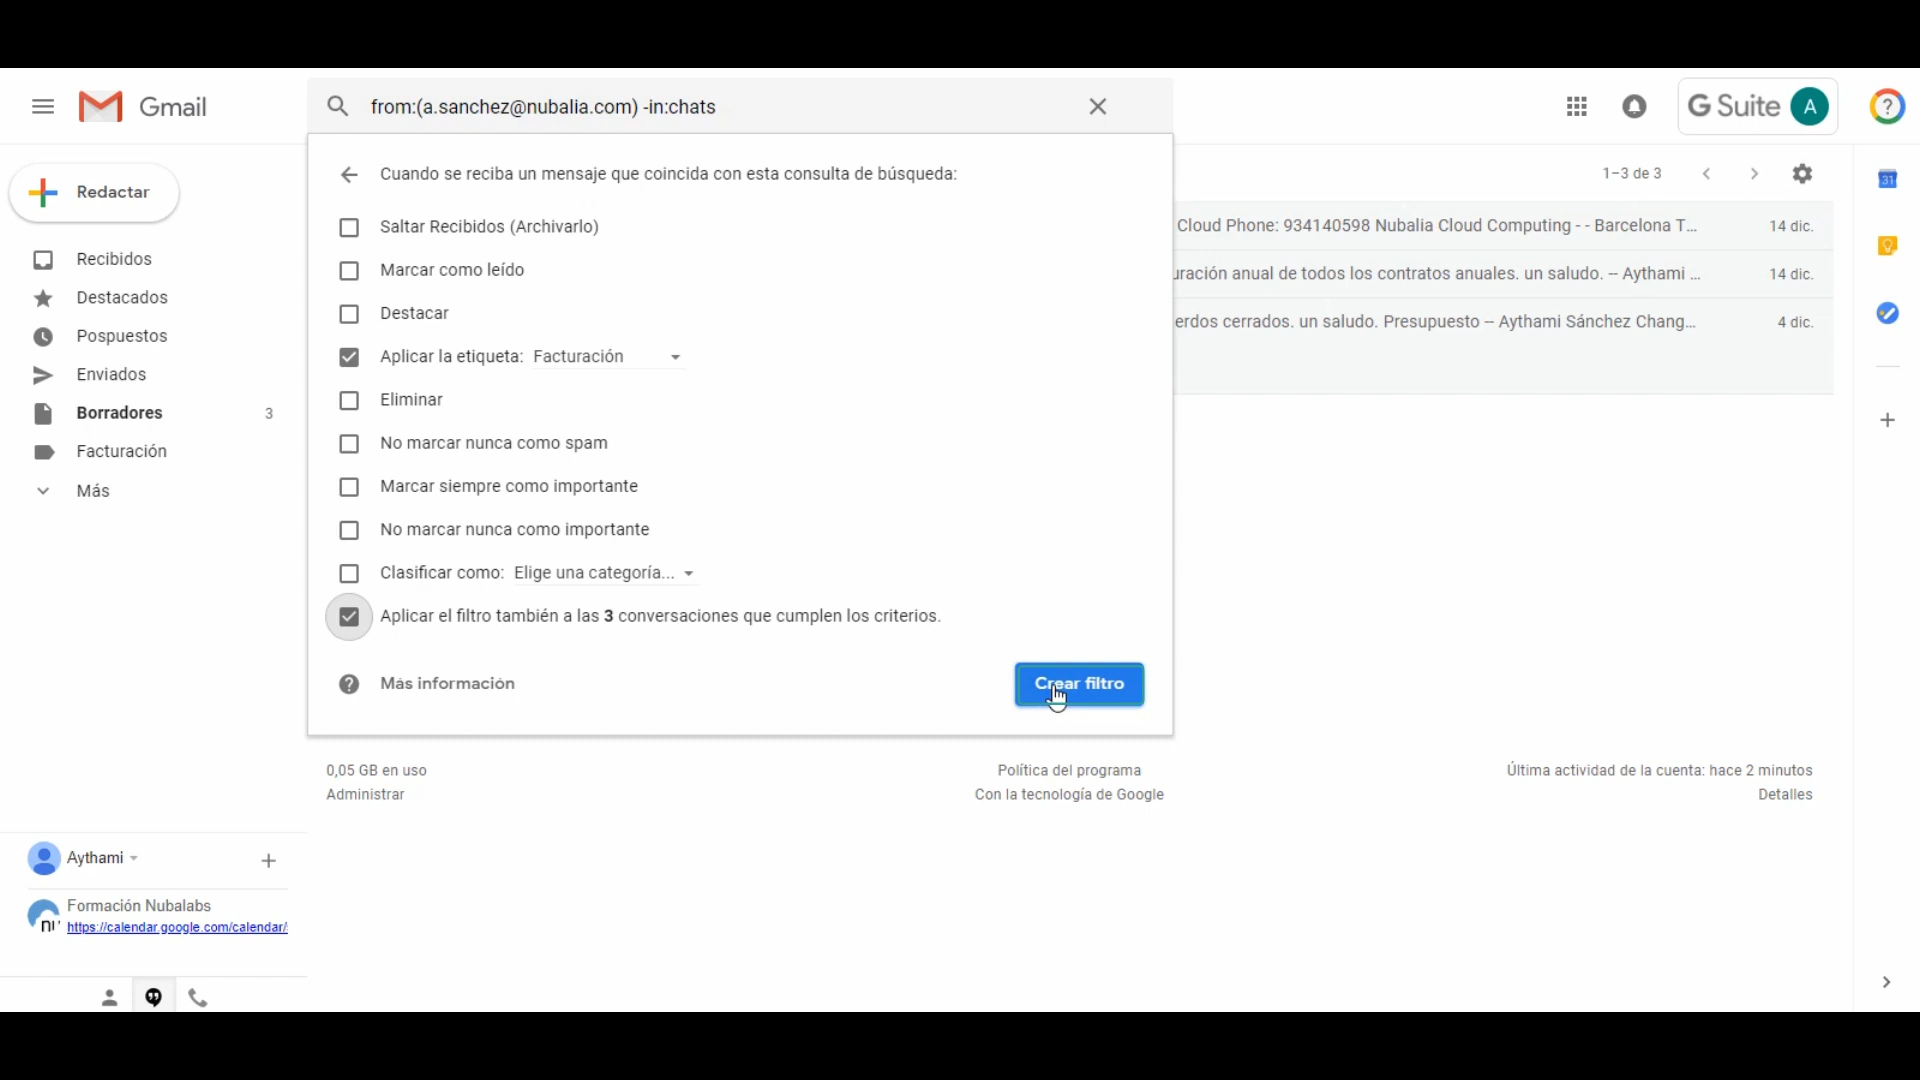 Gmail
from:(a.sanchez@nubalia.com) -in:chats
G Suite A
?
Redactar
Recibidos
Destacados
Pospuestos
Enviados
Borradores 3
Facturación
Más
Cuando se reciba un mensaje que coincida con esta consulta de búsqueda:
Saltar Recibidos (Archivarlo)
Marcar como leído
Destacar
Aplicar la etiqueta: Facturación
Eliminar
No marcar nunca como spam
Marcar siempre como importante
No marcar nunca como importante
Clasificar como: Elige una categoría...
Aplicar el filtro también a las 3 conversaciones que cumplen los criterios.
Más información
Crear filtro
1–3 de 3
Cloud Phone: 934140598 Nubalia Cloud Computing - - Barcelona T... 14 dic.
uración anual de todos los contratos anuales. un saludo. -- Aythami ... 14 dic.
erdos cerrados. un saludo. Presupuesto -- Aythami Sánchez Chang... 4 dic.
31
0,05 GB en uso
Administrar
Política del programa
Con la tecnología de Google
Última actividad de la cuenta: hace 2 minutos
Detalles
Aythami
Formación Nubalabs
https://calendar.google.com/calendar/